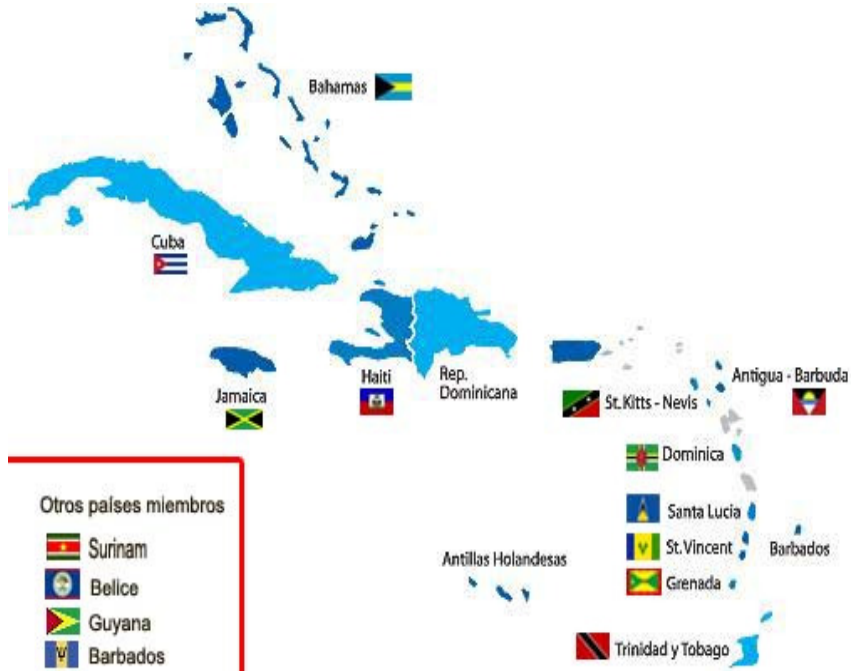 Bahamas
Cuba
Jamaica
Haiti
Rep.
Dominicana
Antigua - Barbuda
St.Kitts - Nevis
Dominica
Santa Lucia
St.Vincent
Barbados
Grenada
Antillas Holandesas
Trinidad y Tobago
Otros países miembros
Surinam
Belice
Guyana
Barbados